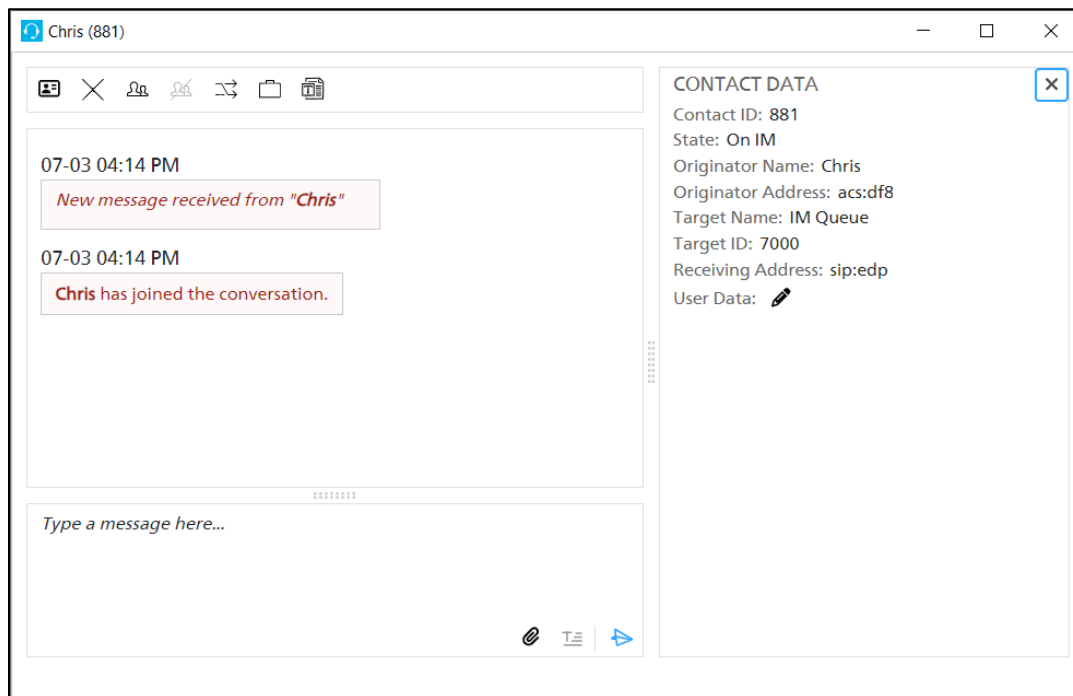 Chris (881)
07-03 04:14 PM
New message received from "Chris"
07-03 04:14 PM
Chris has joined the conversation.
Type a message here...
CONTACT DATA
Contact ID: 881
State: On IM
Originator Name: Chris
Originator Address: acs:df8
Target Name: IM Queue
Target ID: 7000
Receiving Address: sip:edp
User Data: